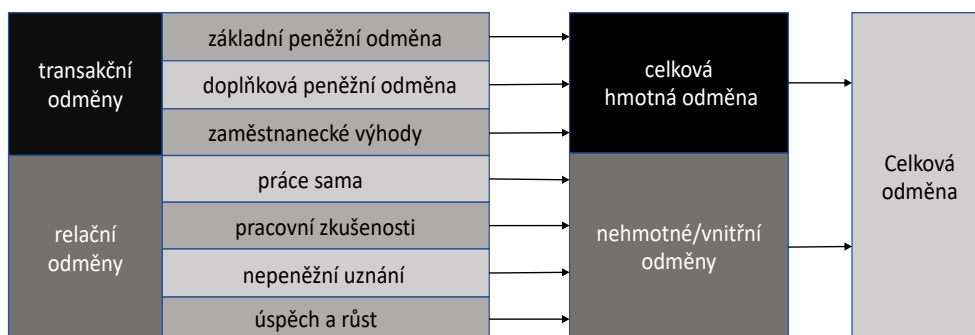 transakční
odměny
základní peněžní odměna
doplňková peněžní odměna
zaměstnanecké výhody
relační
odměny
práce sama
pracovní zkušenosti
nepeněžní uznání
úspěch a růst
celková
hmotná odměna
nehmotné/vnitřní
odměny
Celková
odměna